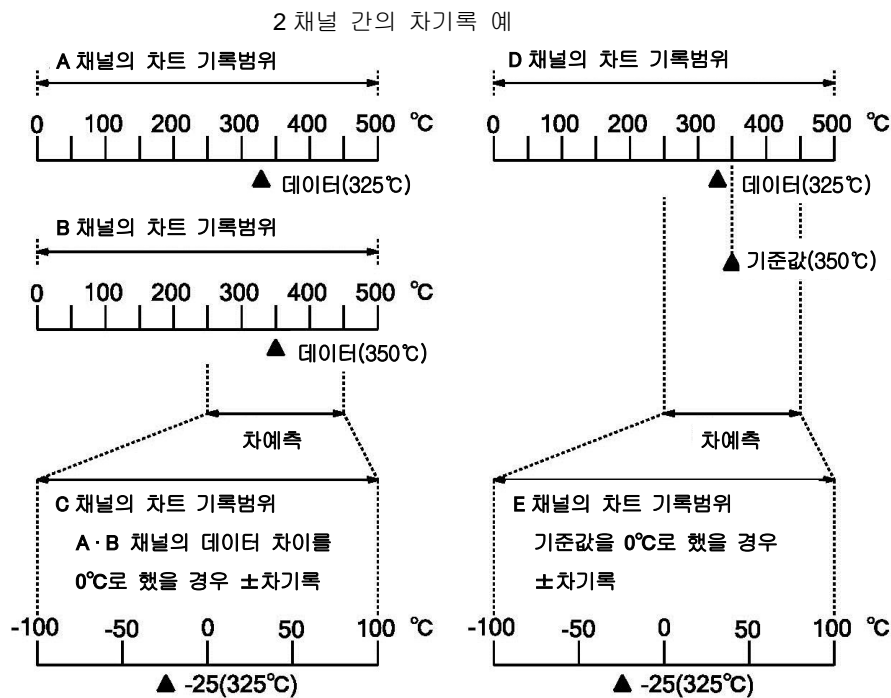 2 채널 간의 차기록 예
A 채널의 차트 기록범위
0 100 200 300 400 500 ℃
▲ 데이터(325℃)
B 채널의 차트 기록범위
0 100 200 300 400 500 ℃
▲ 데이터(350℃)
차예측
C 채널의 차트 기록범위
A·B 채널의 데이터 차이를
0℃로 했을 경우 ±차기록
-100 -50 0 50 100 ℃
▲ -25(325℃)
D 채널의 차트 기록범위
0 100 200 300 400 500 ℃
▲ 데이터(325℃)
▲ 기준값(350℃)
차예측
E 채널의 차트 기록범위
기준값을 0℃로 했을 경우
±차기록
-100 -50 0 50 100 ℃
▲ -25(325℃)